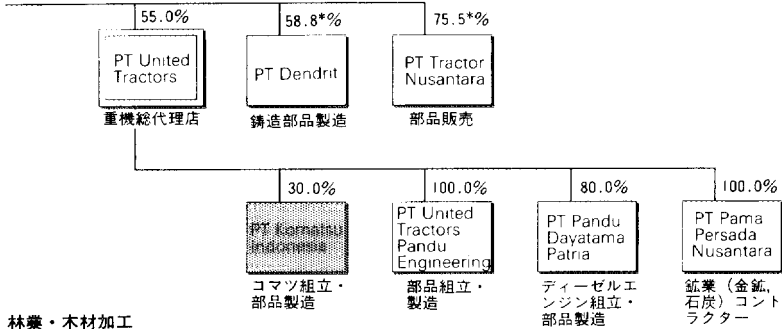 55.0%
58.8*%
75.5*%
PT United
Tractors
PT Dendrit
PT Tractor
Nusantara
重機総代理店
鋳造部品製造
部品販売
30.0%
100.0%
80.0%
100.0%
PT Komatsu
Indonesia
PT United
Tractors
Pandu
Engineering
PT Pandu
Dayatama
Patria
PT Pama
Persada
Nusantara
コマツ組立・
部品製造
部品組立・
製造
ディーゼルエ
ンジン組立・
部品製造
鉱業（金鉱,
石炭）コント
ラクター
林業・木材加工